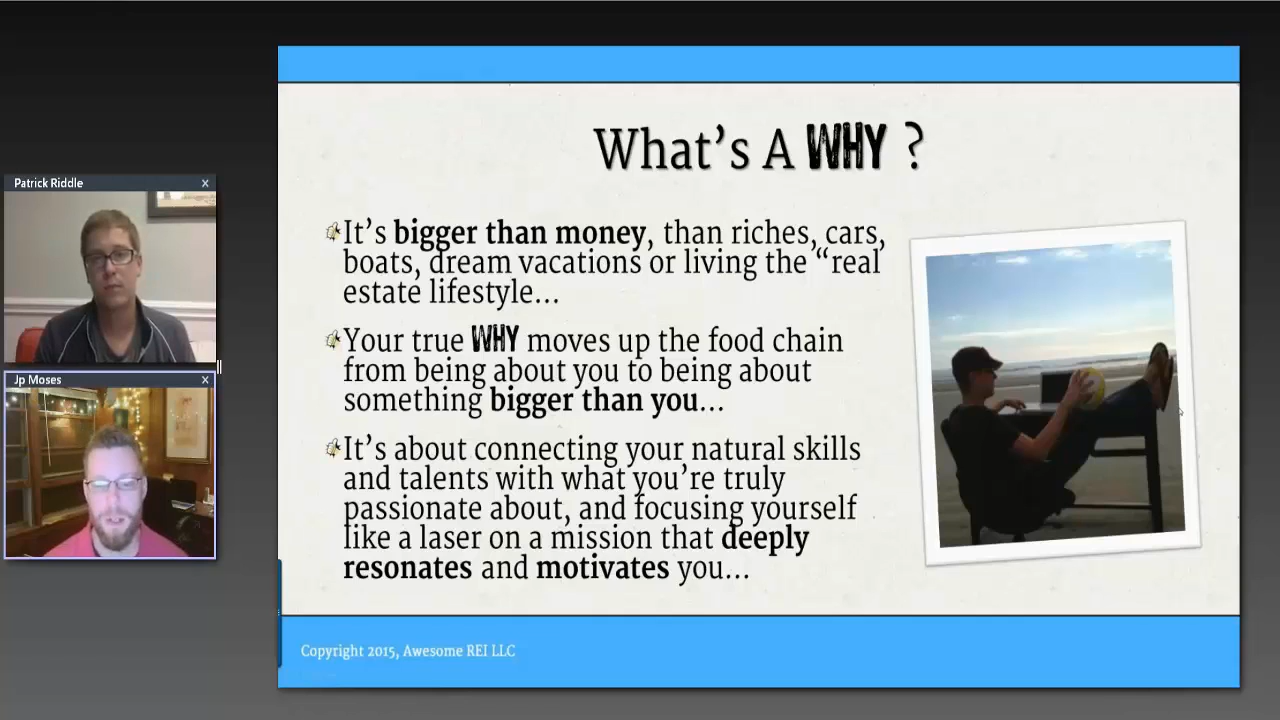 What's A WHY ?
Patrick Riddle
Jp Moses
It's bigger than money, than riches, cars,
boats, dream vacations or living the “real
estate lifestyle...
Your true WHY moves up the food chain
from being about you to being about
something bigger than you...
It's about connecting your natural skills
and talents with what you're truly
passionate about, and focusing yourself
like a laser on a mission that deeply
resonates and motivates you...
Copyright 2015, Awesome REI LLC